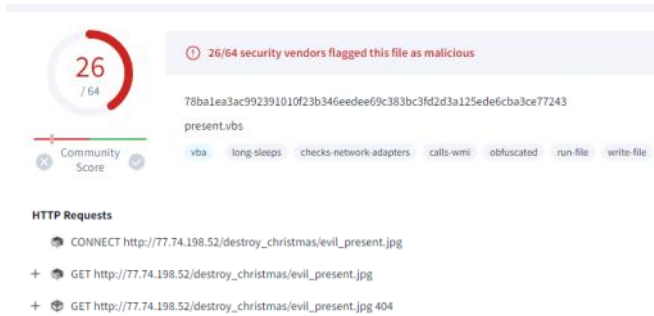 26/64 security vendors flagged this file as malicious
26
/ 64
78ba1ea3ac992391010f23b346eedee69c383bc3fd2d3a125ede6cba3ce77243
present.vbs
Community
Score
vba long-sleeps checks-network-adapters calls-wmi obfuscated run-file write-file
HTTP Requests
CONNECT http://77.74.198.52/destroy_christmas/evil_present.jpg
+ GET http://77.74.198.52/destroy_christmas/evil_present.jpg
+ GET http://77.74.198.52/destroy_christmas/evil_present.jpg 404